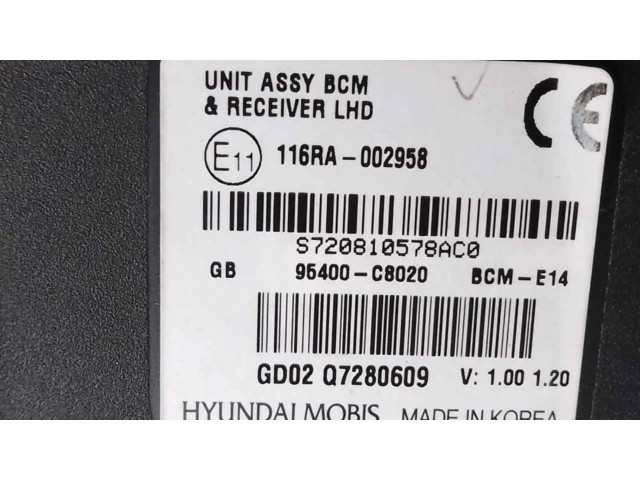 UNIT ASSY BCM
& RECEIVER LHD
CE
E11 116RA-002958
S720810578AC0
GB 95400-C8020 BCM-E14
GD02 Q7280609 V: 1.00 1.20
HYUNDAI MOBIS MADE IN KOREA